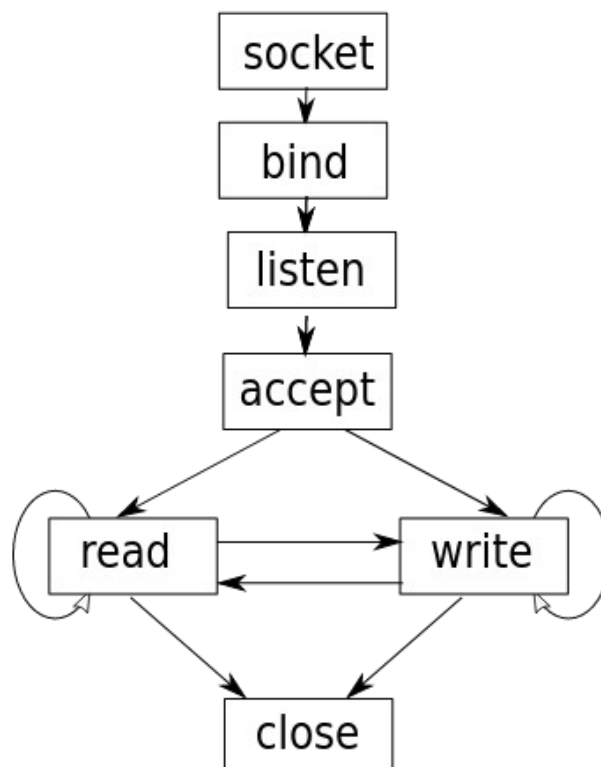 socket
bind
listen
accept
read
write
close